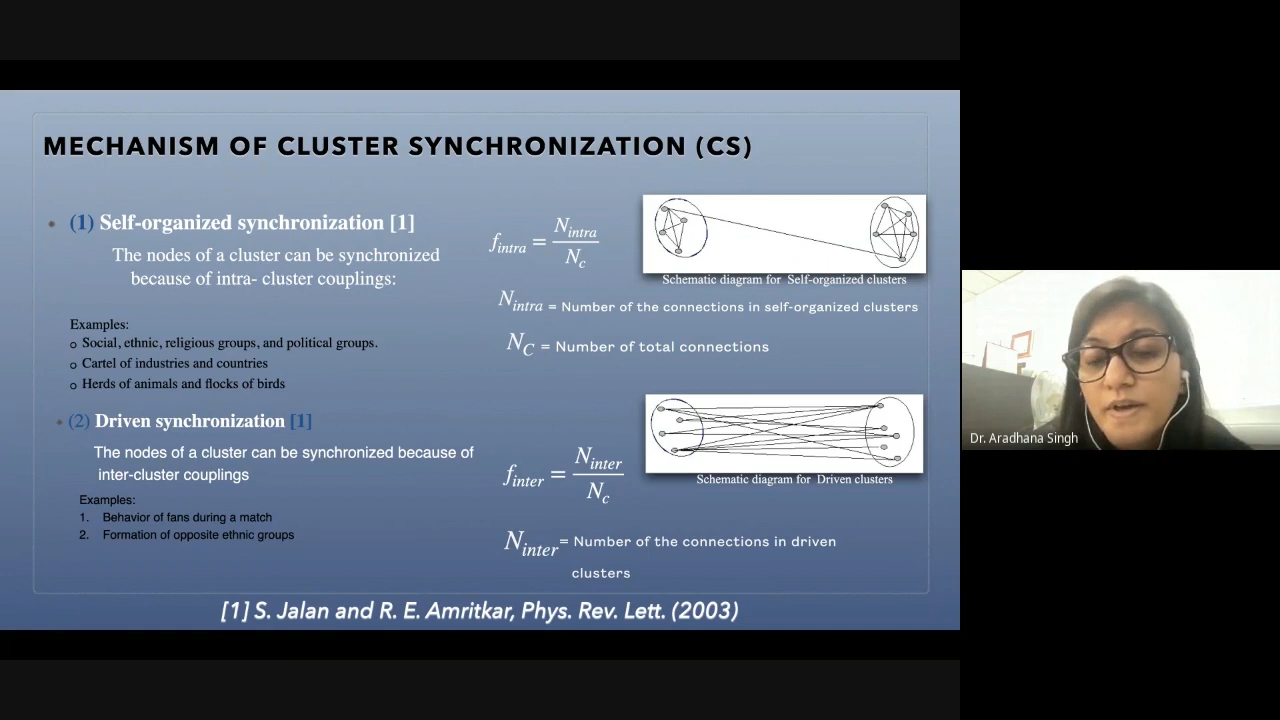 MECHANISM OF CLUSTER SYNCHRONIZATION (CS)
(1) Self-organized synchronization [1]
The nodes of a cluster can be synchronized
because of intra- cluster couplings:
Examples:
Social, ethnic, religious groups, and political groups.
Cartel of industries and countries
Herds of animals and flocks of birds
f_intra = N_intra / N_c
Schematic diagram for Self-organized clusters
N_intra = Number of the connections in self-organized clusters
N_C = Number of total connections
(2) Driven synchronization [1]
The nodes of a cluster can be synchronized because of
inter-cluster couplings
Examples:
1. Behavior of fans during a match
2. Formation of opposite ethnic groups
f_inter = N_inter / N_c
Schematic diagram for Driven clusters
N_inter = Number of the connections in driven
clusters
[1] S. Jalan and R. E. Amritkar, Phys. Rev. Lett. (2003)
Dr. Aradhana Singh